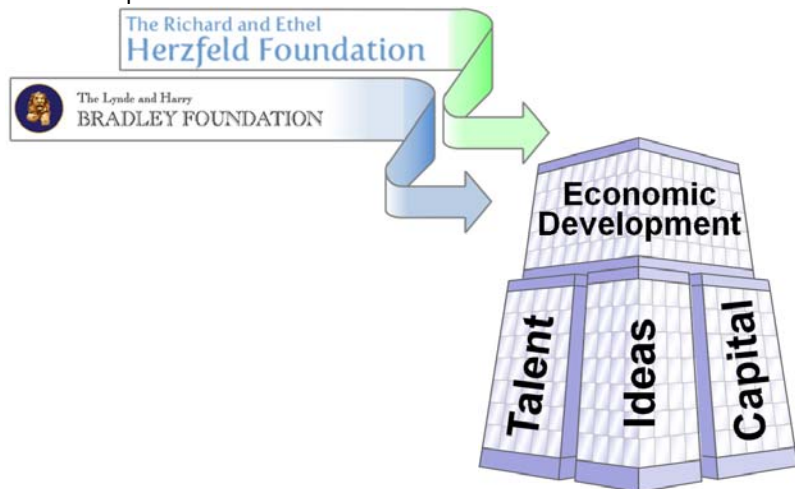 The Richard and Ethel
Herzfeld Foundation
The Lynde and Harry
BRADLEY FOUNDATION
Economic
Development
Talent
Ideas
Capital